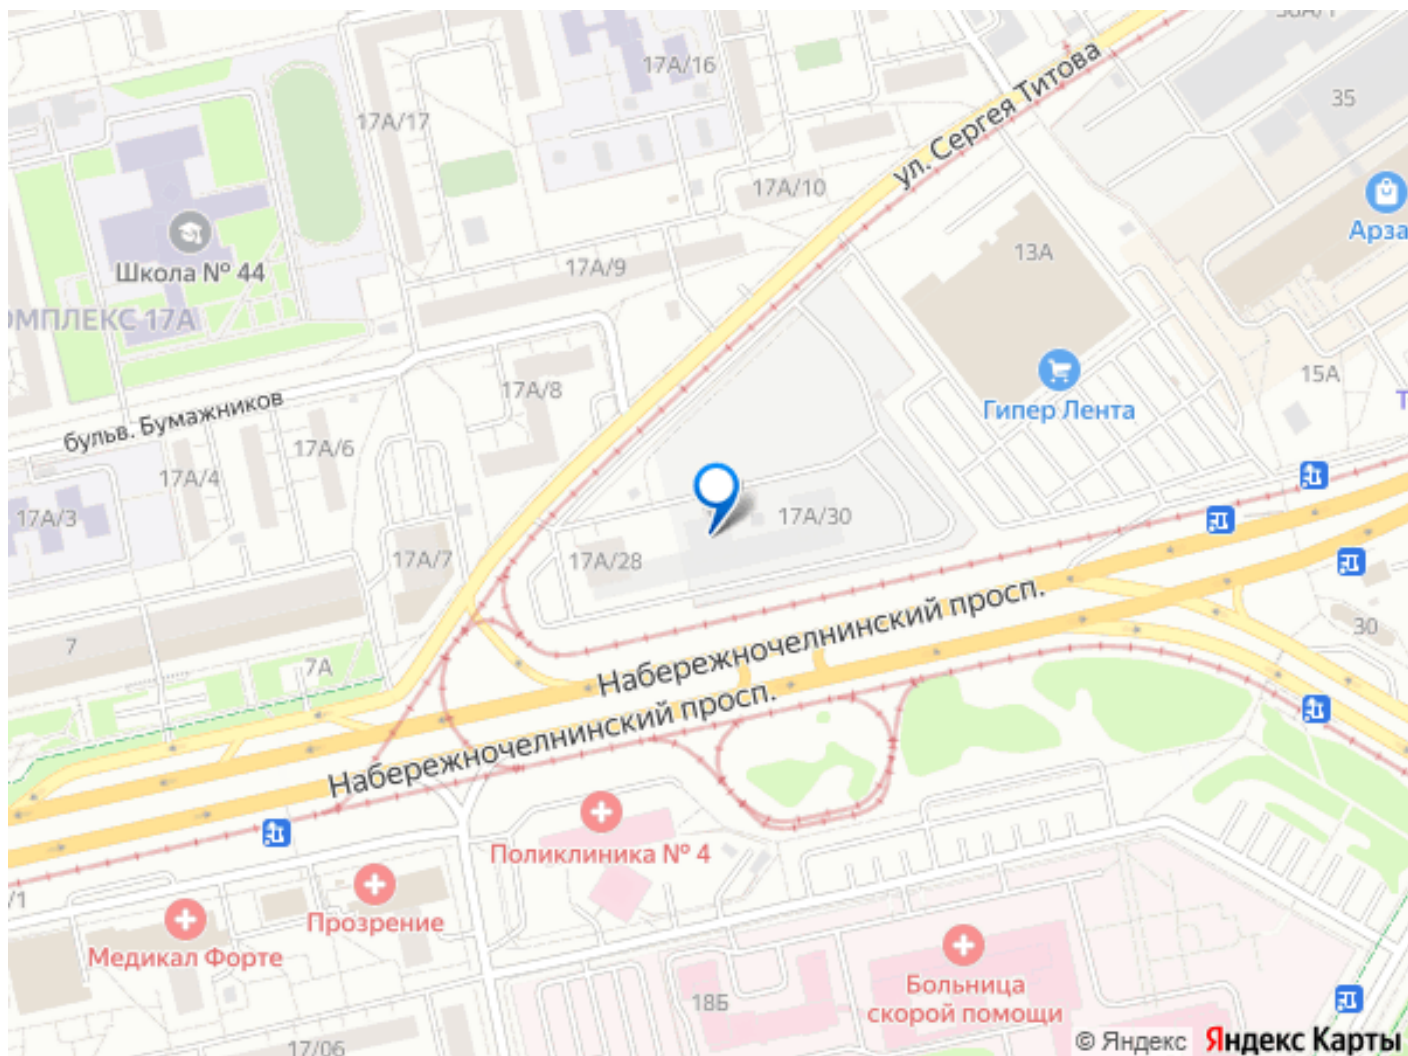 17А/16
ул. Сергея Титова
35
17А/17
17А/10
Арза
Школа № 44
17А/9
13А
ОМПЛЕКС 17А
15А
17А/8
Гипер Лента
бульв. Бумажников
17А/6
17А/4
17А/3
17А/30
17А/7
17А/28
30
7
7А
Набережночелнинский просп.
Набережночелнинский просп.
Поликлиника № 4
/1
Прозрение
Медикал Форте
18Б
Больница
скорой помощи
17/06
© Яндекс Яндекс Карты